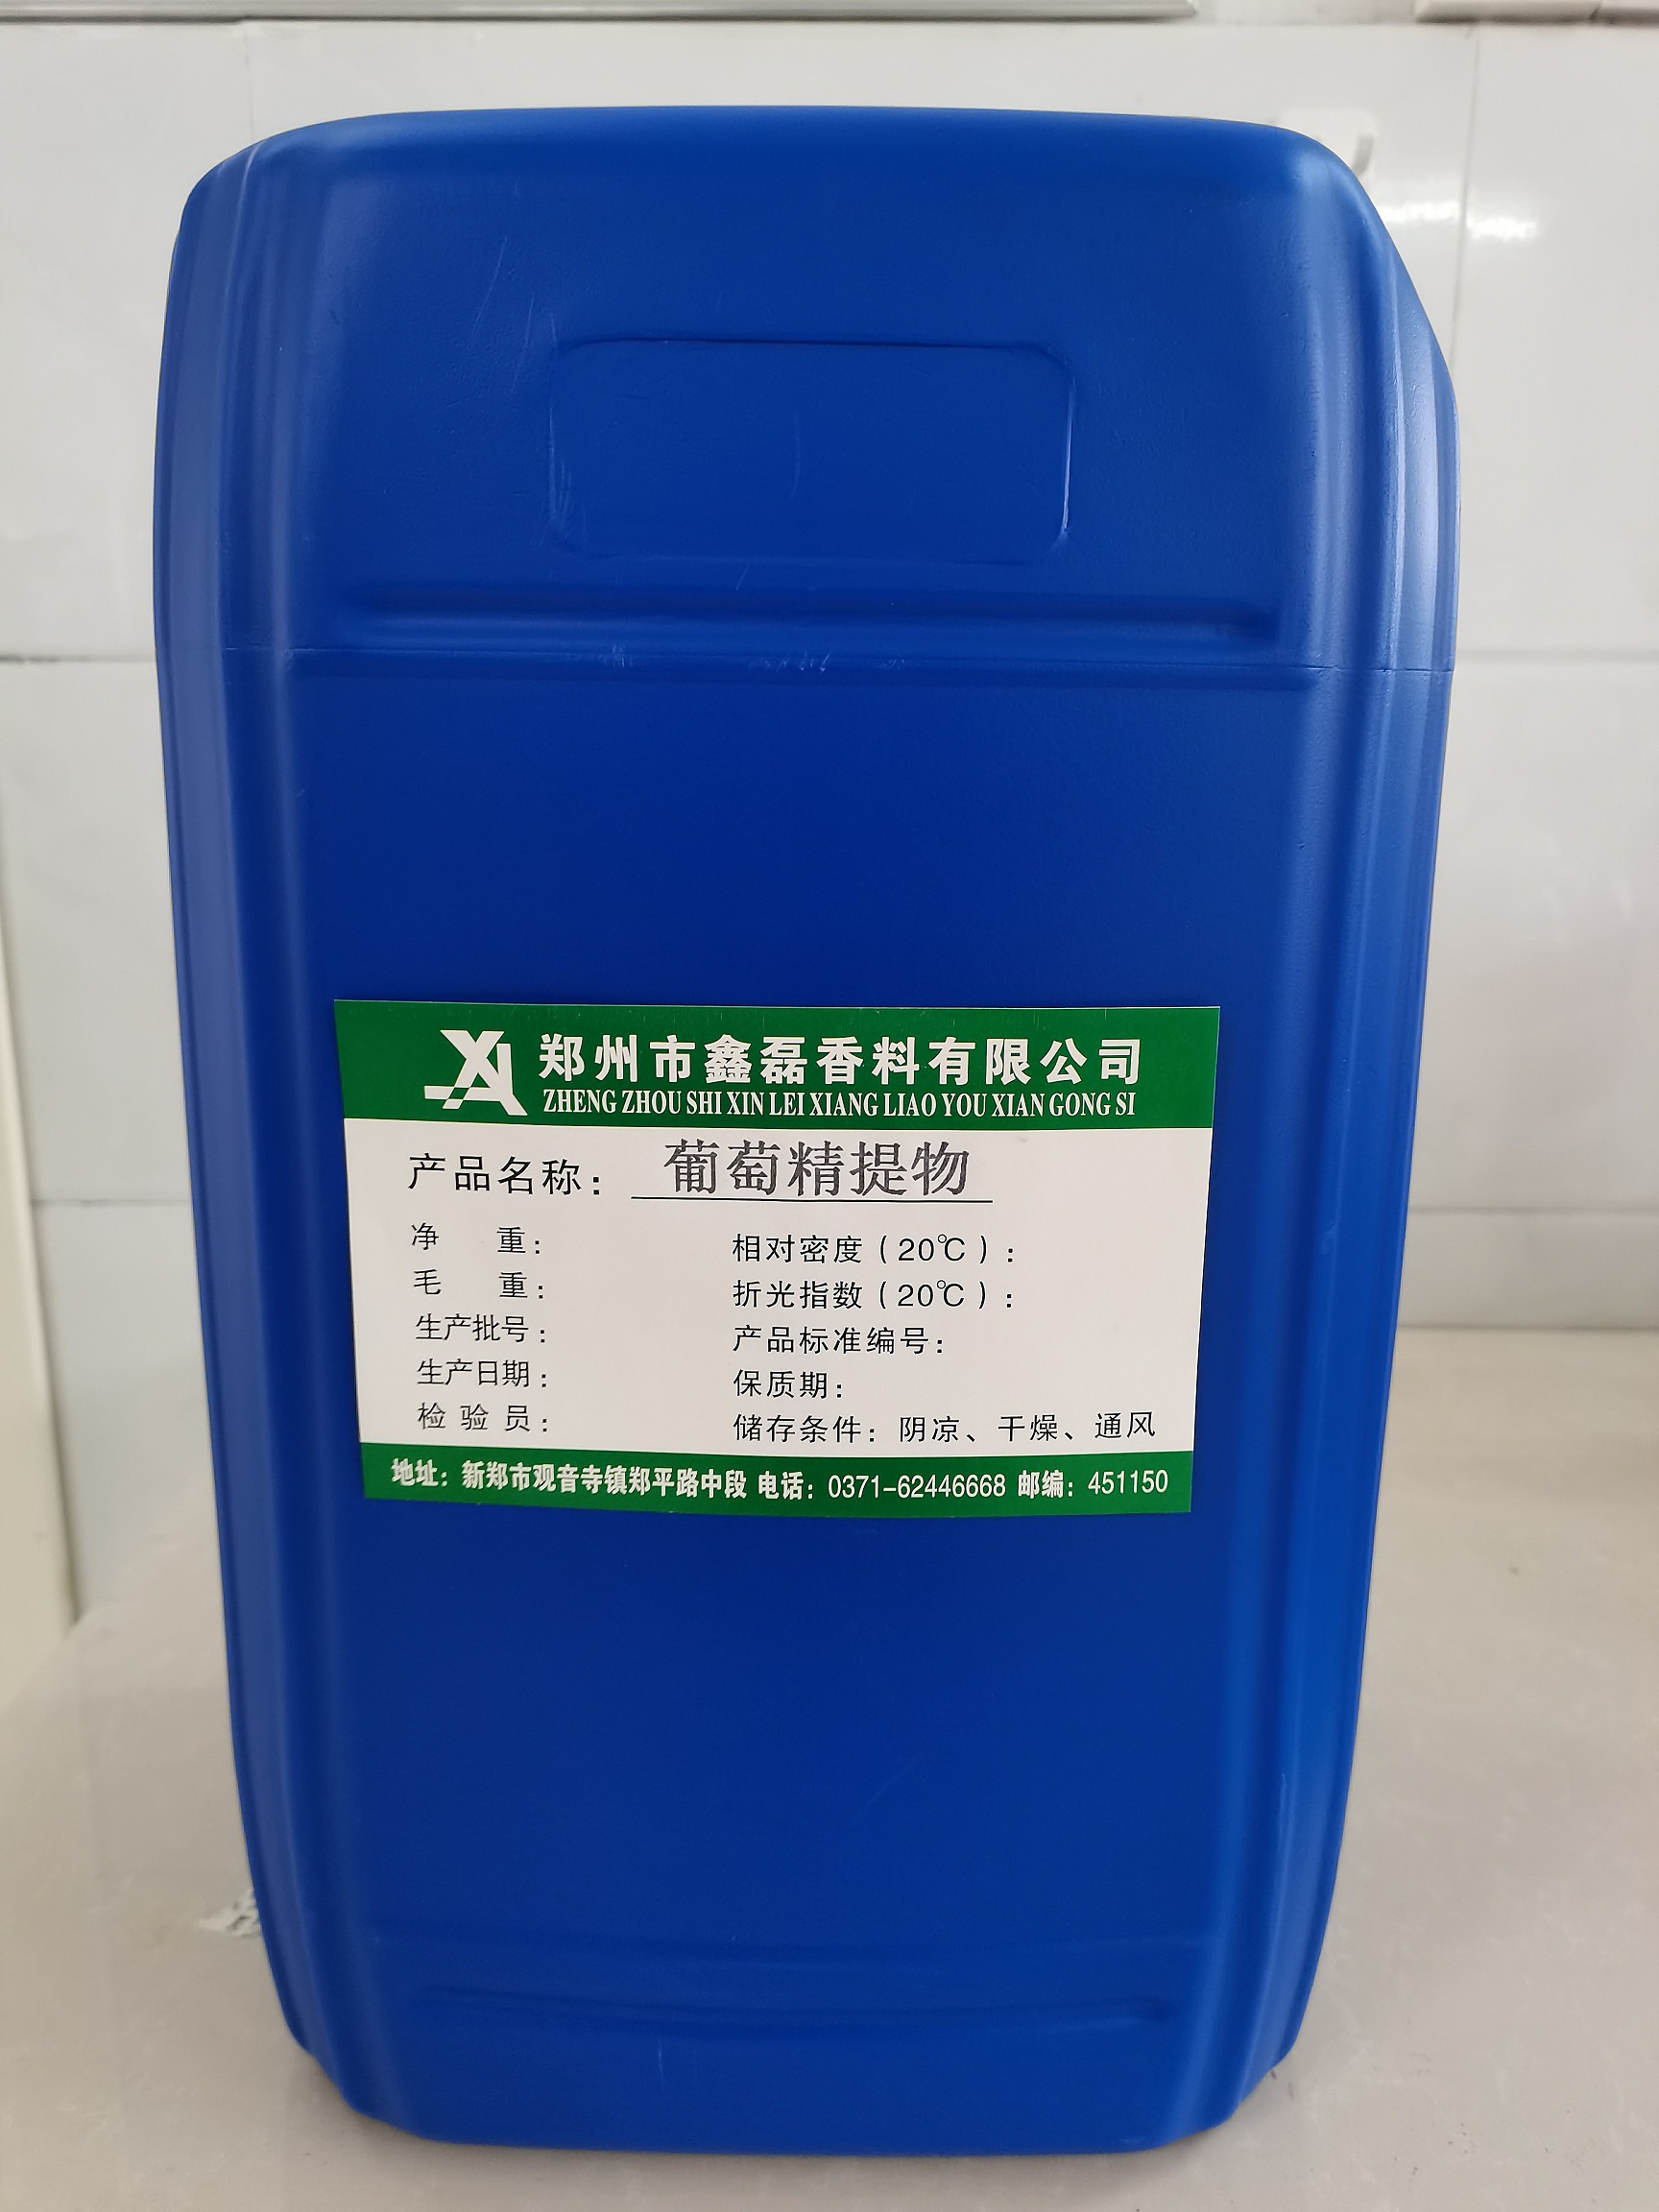 郑州市鑫磊香料有限公司
ZHENG ZHOU SHI XIN LEI XIANG LIAO YOU XIAN GONG SI
产品名称：葡萄精提物
净 重：
相对密度（20℃）：
毛 重：
折光指数（20℃）：
生产批号：
产品标准编号：
生产日期：
保质期：
检 验 员：
储存条件：阴凉、干燥、通风
地址：新郑市观音寺镇郑平路中段 电话：0371-62446668 邮编：451150